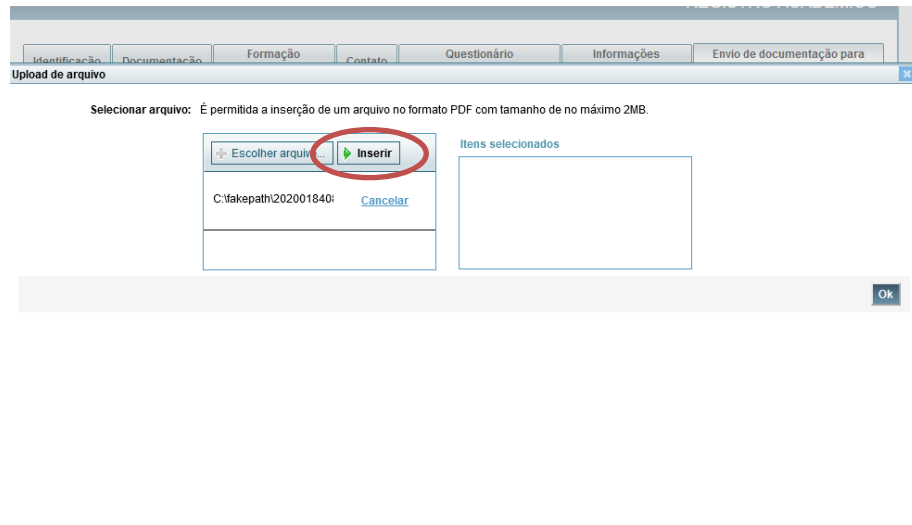 REGISTRO ACADÊMICO
Identificação Documentação Formação Contato Questionário Informações Envio de documentação para
Upload de arquivo
Selecionar arquivo: É permitida a inserção de um arquivo no formato PDF com tamanho de no máximo 2MB.
Escolher arquivo... Inserir
Itens selecionados
C:\fakepath\202001840 Cancelar
Ok